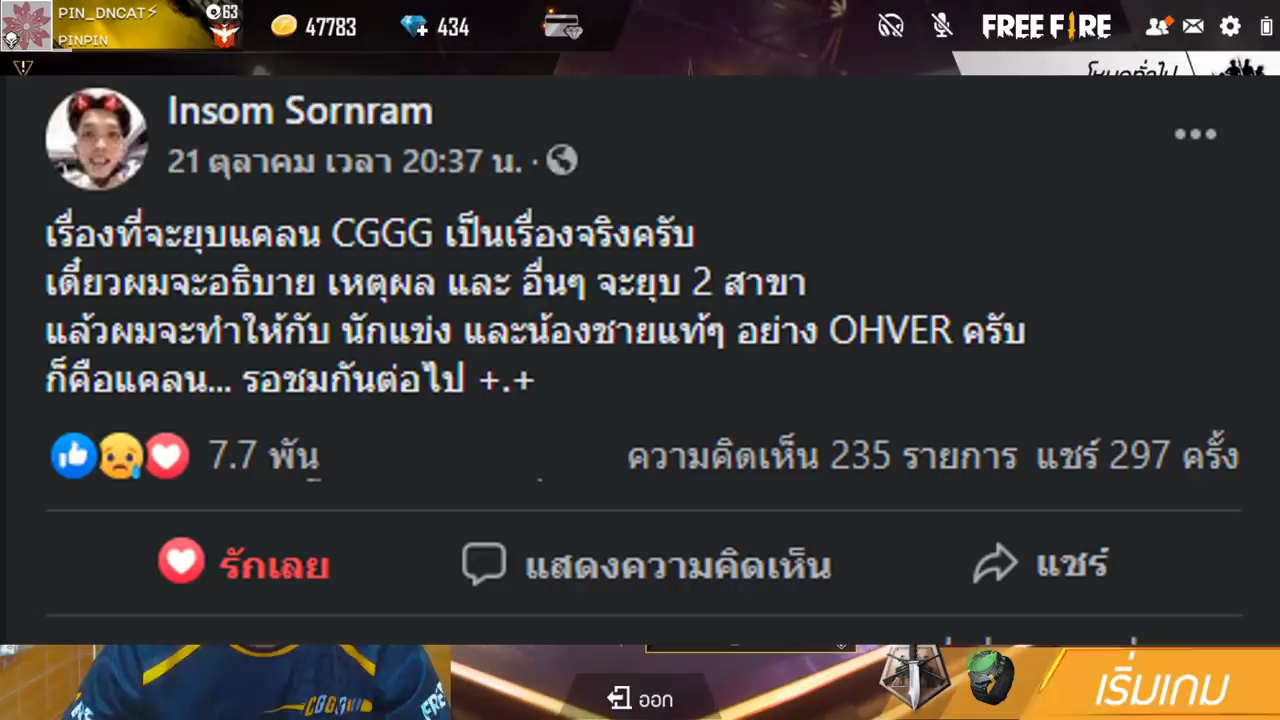 PIN_DNCAT⚡
PINPIN
63
47783
434
FREE FIRE
โหมดทั่วไป
Insom Sornram
21 ตุลาคม เวลา 20:37 น. ·
เรื่องที่จะยุบแคลน CGGG เป็นเรื่องจริงครับ
เดี๋ยวผมจะอธิบาย เหตุผล และ อื่นๆ จะยุบ 2 สาขา
แล้วผมจะทำให้กับ นักแข่ง และน้องชายแท้ๆ อย่าง OHVER ครับ
ก็คือแคลน... รอชมกันต่อไป +.+
7.7 พัน
ความคิดเห็น 235 รายการ แชร์ 297 ครั้ง
รักเลย
แสดงความคิดเห็น
แชร์
ออก
เริ่มเกม